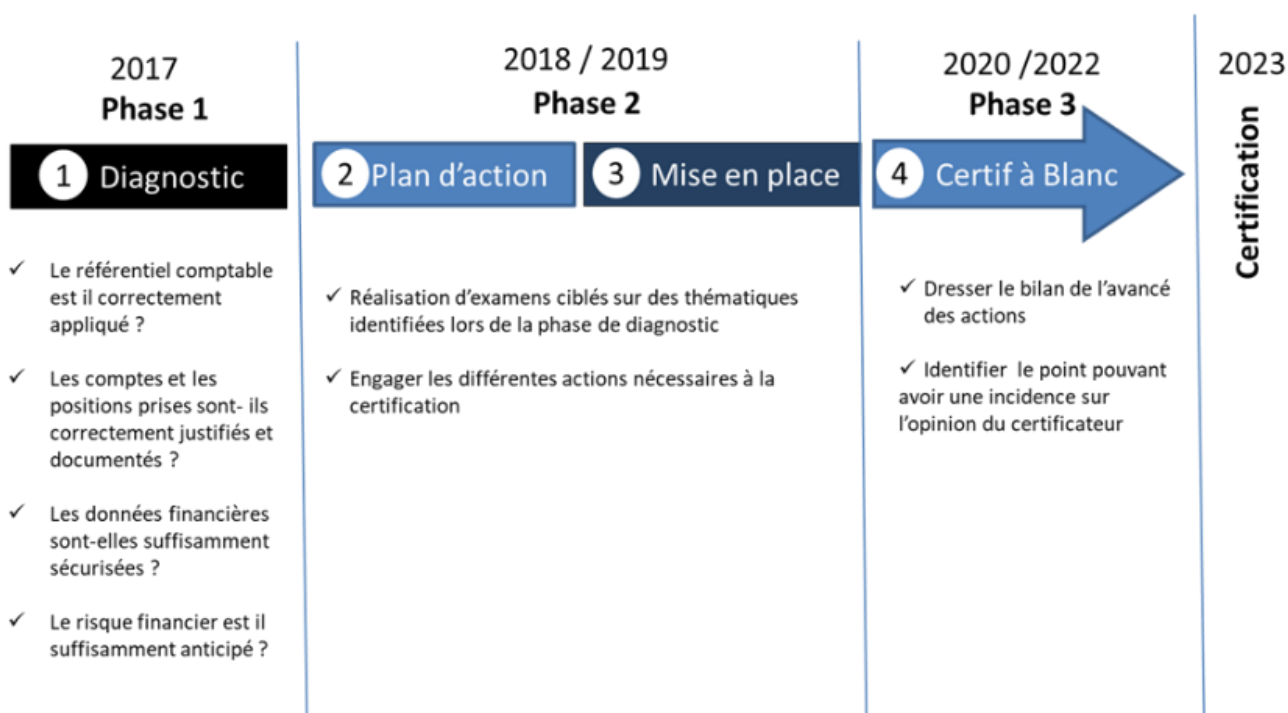 2017
Phase 1
1 Diagnostic
✓ Le référentiel comptable
est il correctement
appliqué ?
✓ Les comptes et les
positions prises sont- ils
correctement justifiés et
documentés ?
✓ Les données financières
sont-elles suffisamment
sécurisées ?
✓ Le risque financier est il
suffisamment anticipé ?
2018 / 2019
Phase 2
2 Plan d'action
3 Mise en place
✓ Réalisation d'examens ciblés sur des thématiques
identifiées lors de la phase de diagnostic
✓ Engager les différentes actions nécessaires à la
certification
2020 /2022
Phase 3
4 Certif à Blanc
✓ Dresser le bilan de l'avancé
des actions
✓ Identifier le point pouvant
avoir une incidence sur
l'opinion du certificateur
2023
Certification